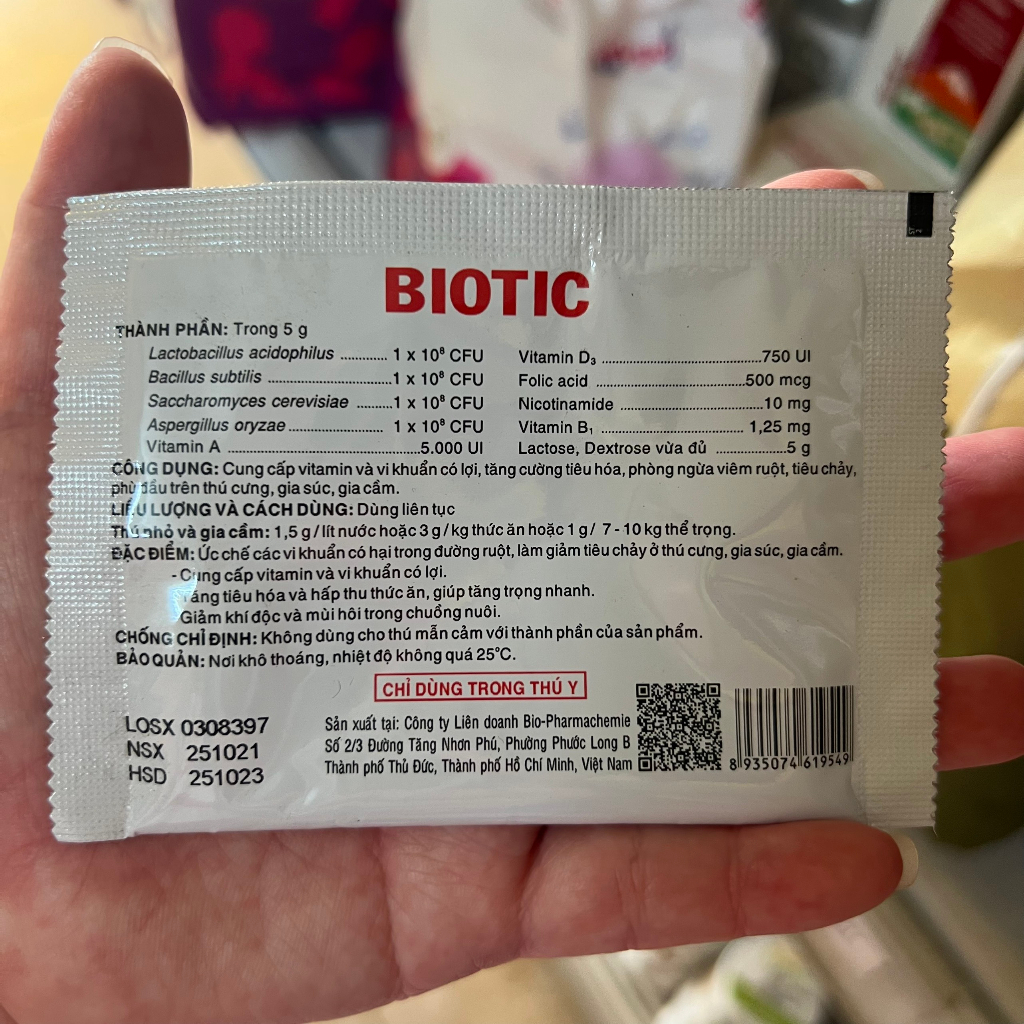 BIOTIC
THÀNH PHẦN: Trong 5 g
Lactobacillus acidophilus ............ 1 x 10⁸ CFU
Bacillus subtilis ................................1 x 10⁸ CFU
Saccharomyces cerevisiae .........1 x 10⁸ CFU
Aspergillus oryzae ........................ 1 x 10⁸ CFU
Vitamin A ..................................................5.000 UI
Vitamin D₃ .........................................750 UI
Folic acid .......................................500 mcg
Nicotinamide .....................................10 mg
Vitamin B₁ ..................................... 1,25 mg
Lactose, Dextrose vừa đủ ..................5 g
CÔNG DỤNG: Cung cấp vitamin và vi khuẩn có lợi, tăng cường tiêu hóa, phòng ngừa viêm ruột, tiêu chảy,
phù đầu trên thú cưng, gia súc, gia cầm.
LIỀU LƯỢNG VÀ CÁCH DÙNG: Dùng liên tục
Thú nhỏ và gia cầm: 1,5 g / lít nước hoặc 3 g / kg thức ăn hoặc 1 g / 7 - 10 kg thể trọng.
ĐẶC ĐIỂM: Ức chế các vi khuẩn có hại trong đường ruột, làm giảm tiêu chảy ở thú cưng, gia súc, gia cầm.
- Cung cấp vitamin và vi khuẩn có lợi.
Tăng tiêu hóa và hấp thu thức ăn, giúp tăng trọng nhanh.
Giảm khí độc và mùi hôi trong chuồng nuôi.
CHỐNG CHỈ ĐỊNH: Không dùng cho thú mẫn cảm với thành phần của sản phẩm.
BẢO QUẢN: Nơi khô thoáng, nhiệt độ không quá 25°C.
CHỈ DÙNG TRONG THÚ Y
LOSX 0308397
NSX 251021
HSD 251023
Sản xuất tại: Công ty Liên doanh Bio-Pharmachemie
Số 2/3 Đường Tăng Nhơn Phú, Phường Phước Long B
Thành phố Thủ Đức, Thành phố Hồ Chí Minh, Việt Nam
8 935074 619549